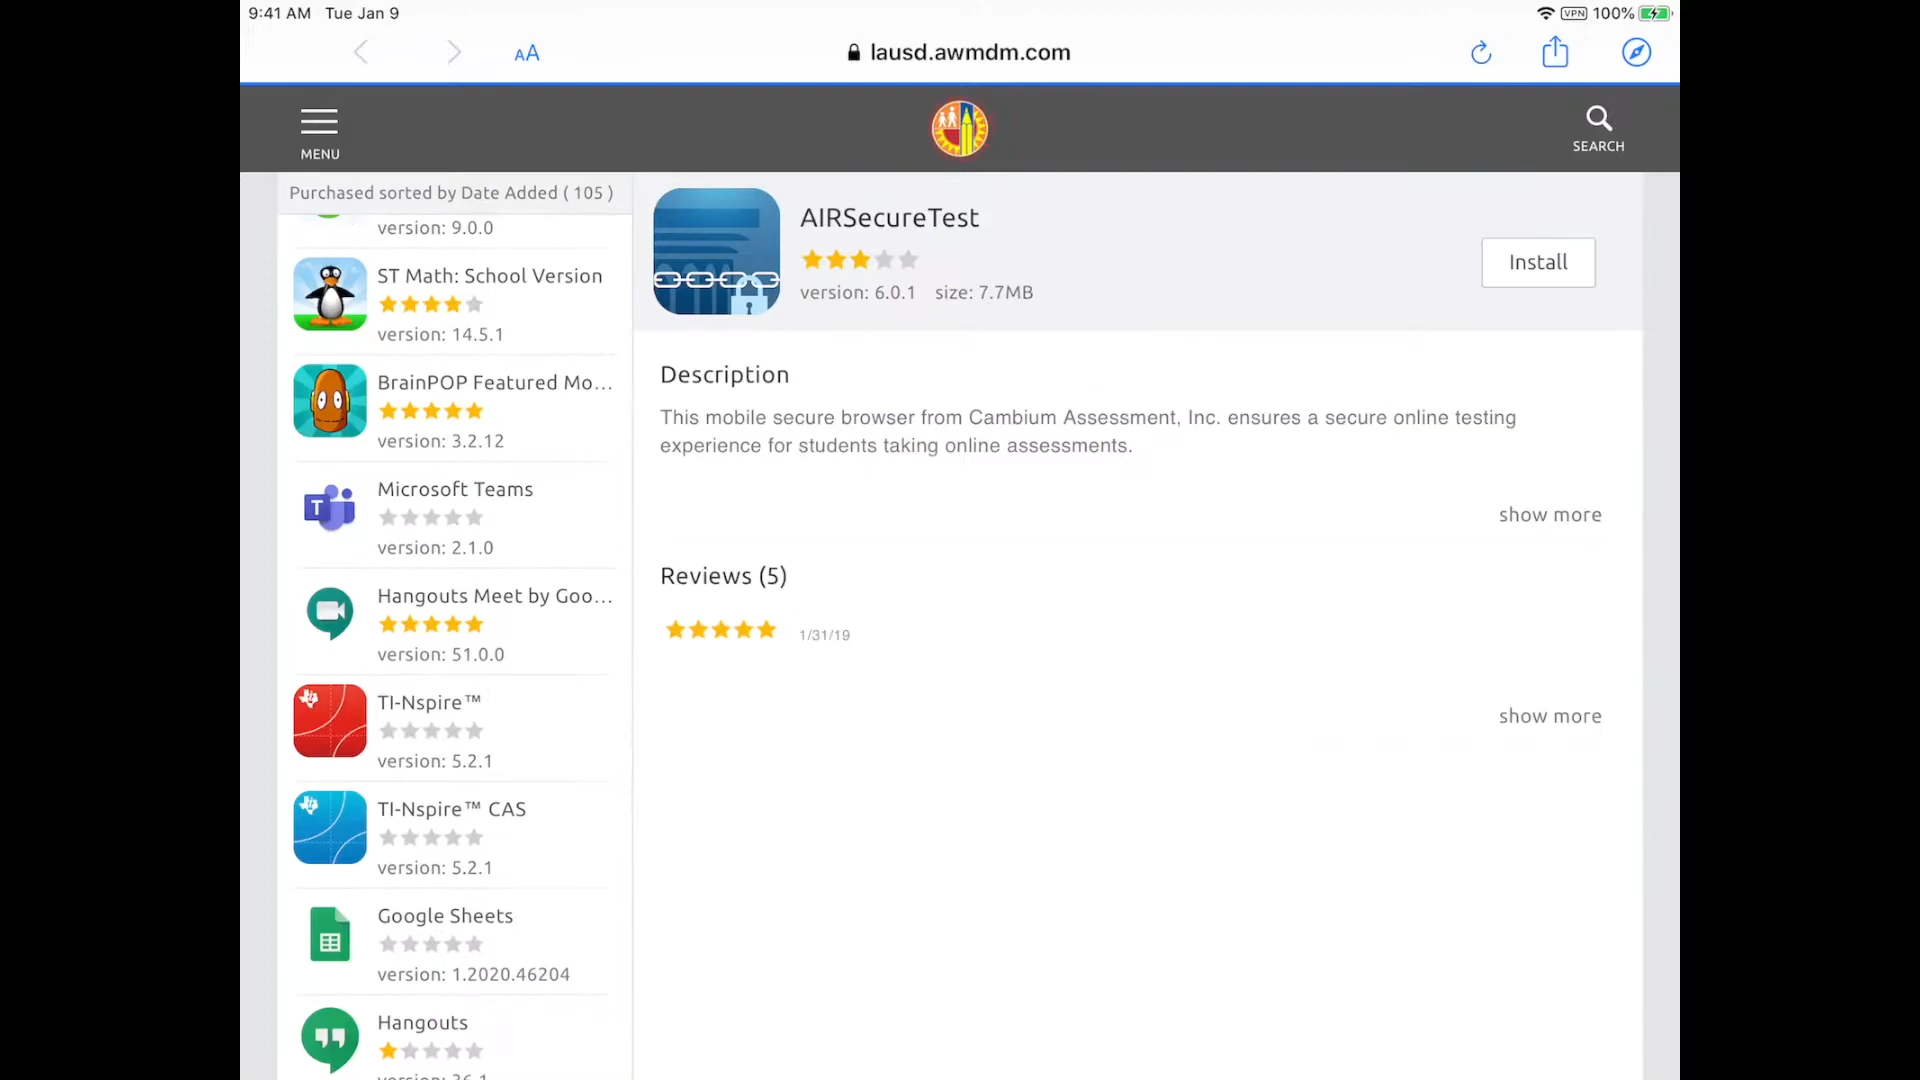 9:41 AM Tue Jan 9
VPN 100%
AA
lausd.awmdm.com
MENU
SEARCH
Purchased sorted by Date Added ( 105 )
version: 9.0.0
ST Math: School Version
version: 14.5.1
BrainPOP Featured Mo...
version: 3.2.12
Microsoft Teams
T
version: 2.1.0
Hangouts Meet by Goo...
version: 51.0.0
TI-Nspire™
version: 5.2.1
TI-Nspire™ CAS
version: 5.2.1
Google Sheets
version: 1.2020.46204
Hangouts
AIRSecureTest
version: 6.0.1 size: 7.7MB
Install
Description
This mobile secure browser from Cambium Assessment, Inc. ensures a secure online testing
experience for students taking online assessments.
show more
Reviews (5)
1/31/19
show more